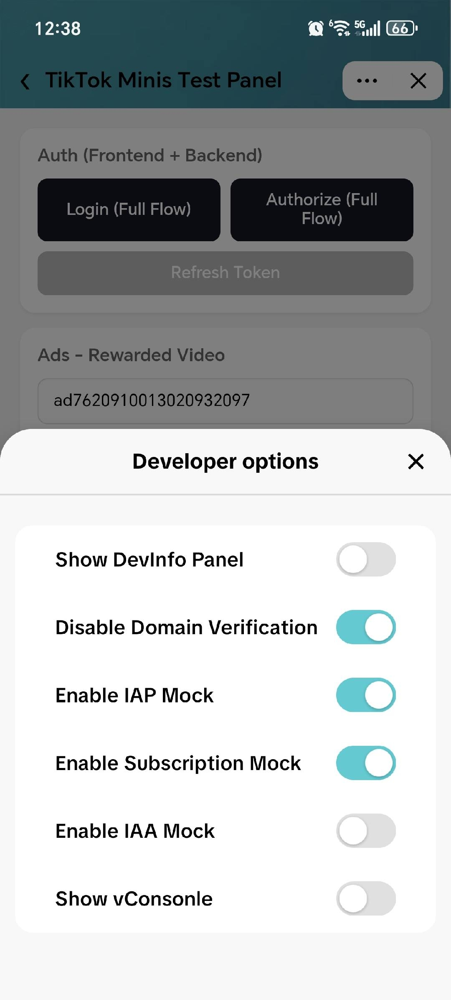 12:38
6
5G
66
TikTok Minis Test Panel
Auth (Frontend + Backend)
Login (Full Flow)
Authorize (Full
Flow)
Refresh Token
Ads - Rewarded Video
ad7620910013020932097
Developer options
Show DevInfo Panel
Disable Domain Verification
Enable IAP Mock
Enable Subscription Mock
Enable IAA Mock
Show vConsonle